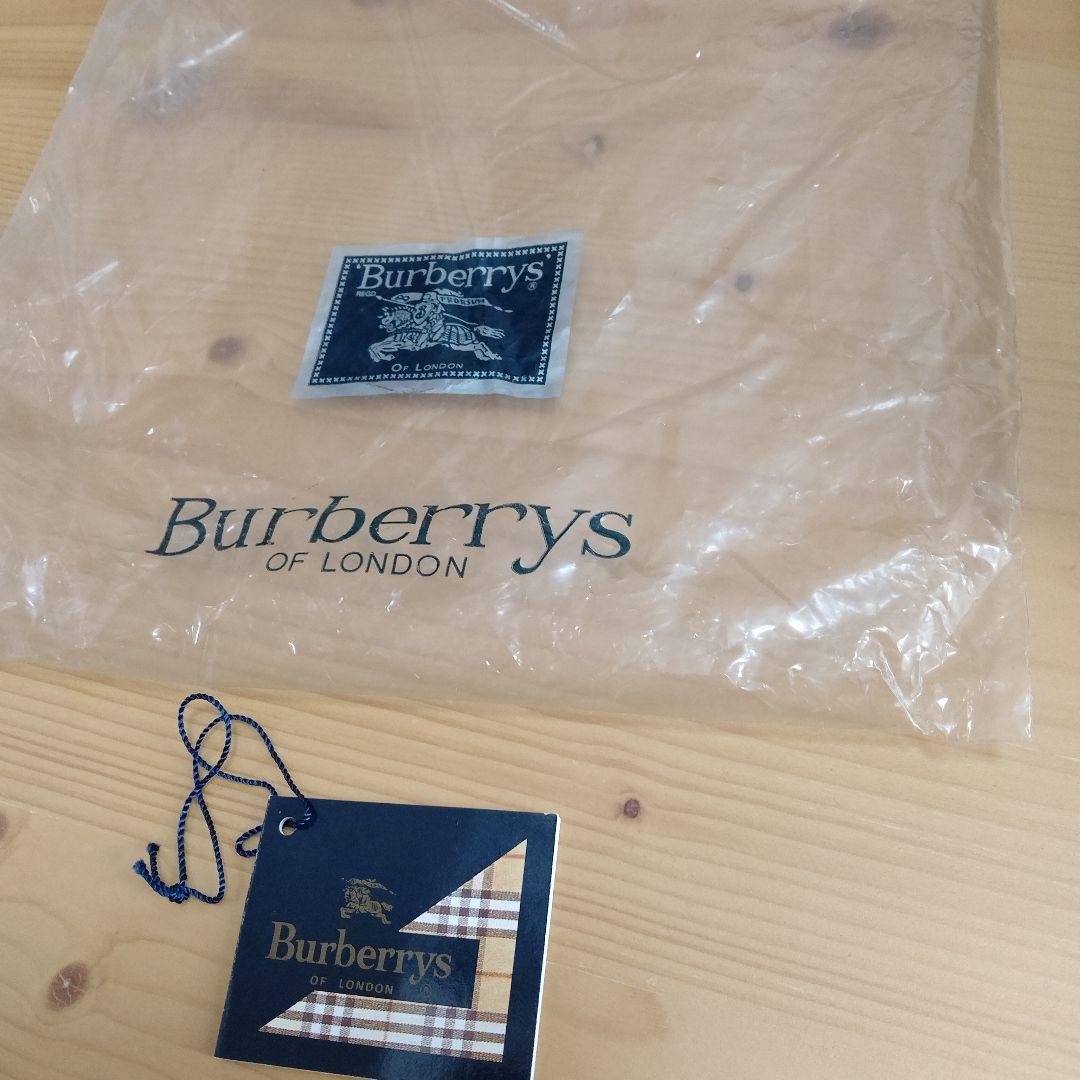 'Burberrys'®
REGD
PRORSUM
OF LONDON
Burberrys
OF LONDON
Burberrys
OF LONDON ®